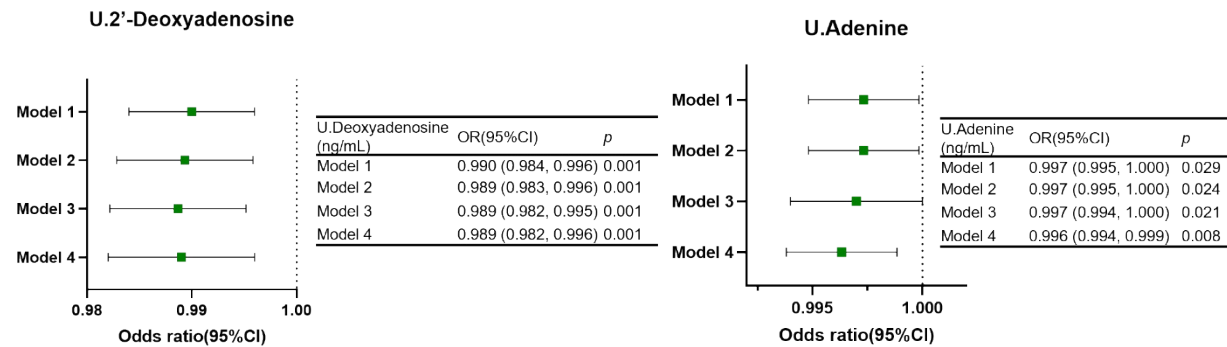 U.2’-Deoxyadenosine
Model 1
Model 2
Model 3
Model 4
0.98 0.99 1.00
Odds ratio(95%CI)
U.Deoxyadenosine
(ng/mL) OR(95%CI) p
Model 1 0.990 (0.984, 0.996) 0.001
Model 2 0.989 (0.983, 0.996) 0.001
Model 3 0.989 (0.982, 0.995) 0.001
Model 4 0.989 (0.982, 0.996) 0.001
U.Adenine
Model 1
Model 2
Model 3
Model 4
0.995 1.000
Odds ratio(95%CI)
U.Adenine
(ng/mL) OR(95%CI) p
Model 1 0.997 (0.995, 1.000) 0.029
Model 2 0.997 (0.995, 1.000) 0.024
Model 3 0.997 (0.994, 1.000) 0.021
Model 4 0.996 (0.994, 0.999) 0.008